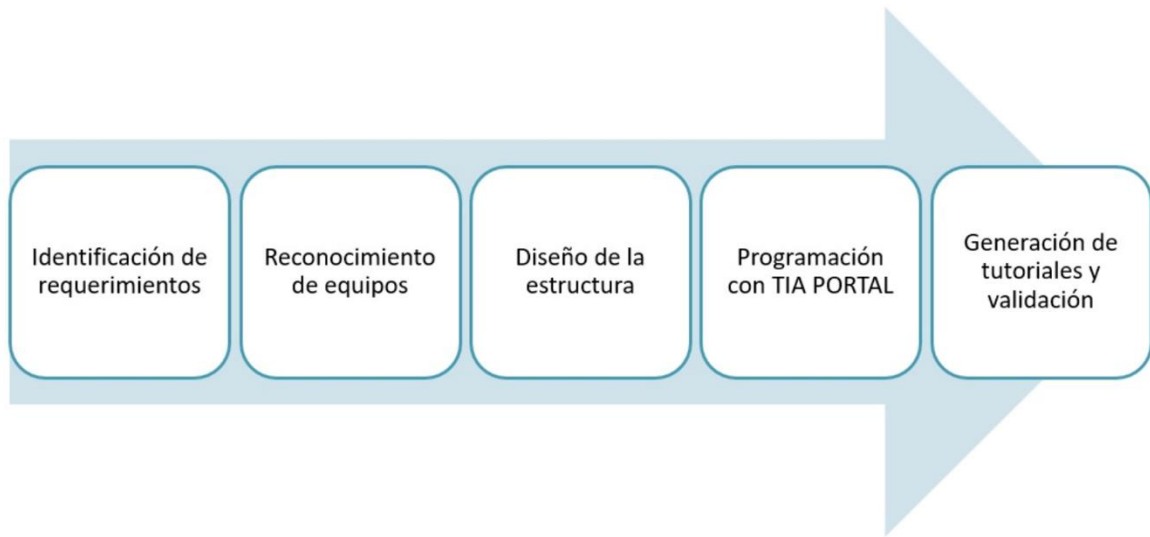 Identificación de
requerimientos
Reconocimiento
de equipos
Diseño de la
estructura
Programación
con TIA PORTAL
Generación de
tutoriales y
validación